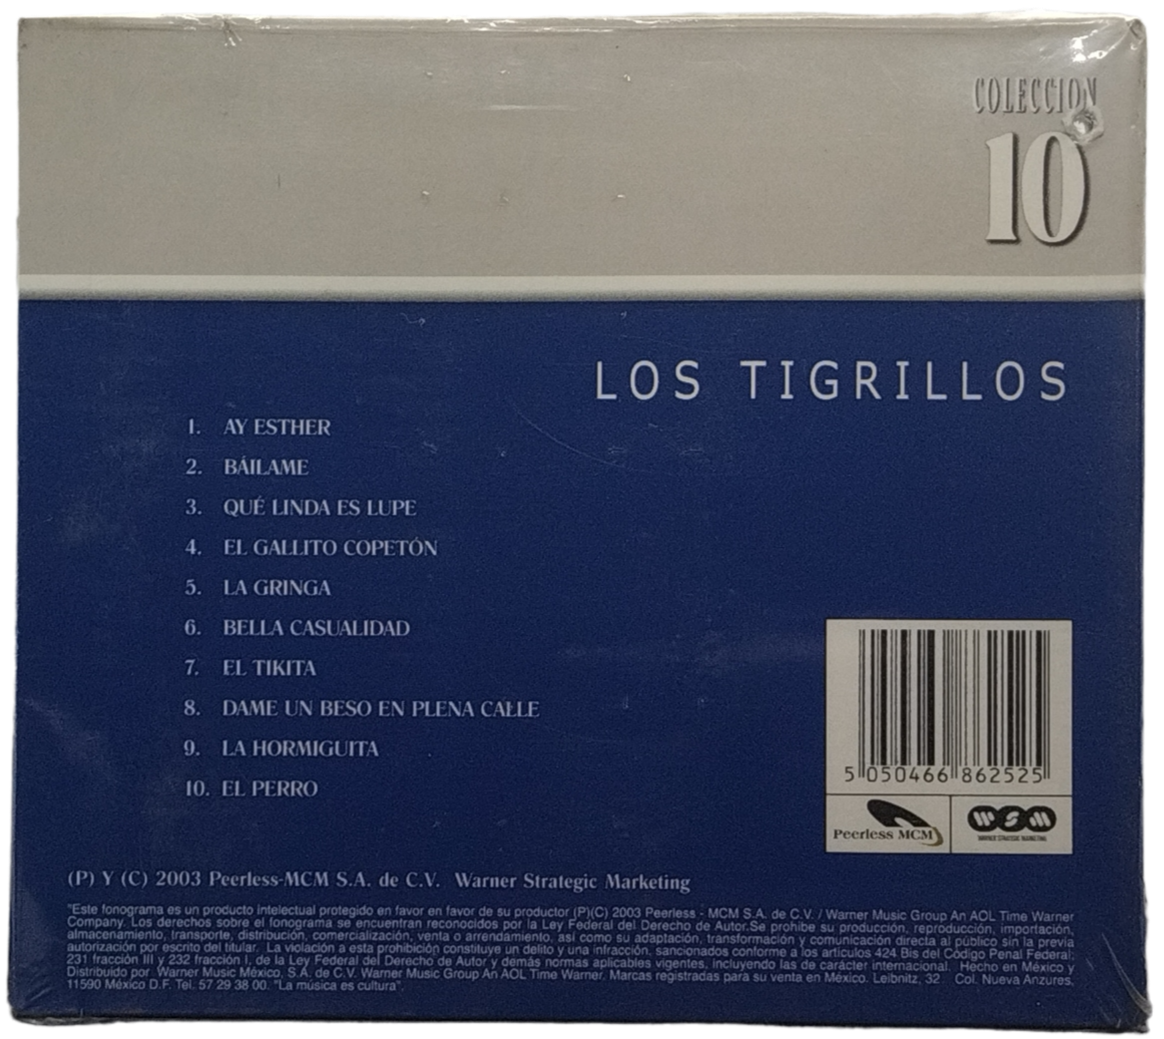 COLECCION
10
LOS TIGRILLOS
1. AY ESTHER
2. BÁILAME
3. QUÉ LINDA ES LUPE
4. EL GALLITO COPETÓN
5. LA GRINGA
6. BELLA CASUALIDAD
7. EL TIKITA
8. DAME UN BESO EN PLENA CALLE
9. LA HORMIGUITA
10. EL PERRO
5 050466 862525
Peerless MCM
WSM
WARNER STRATEGIC MARKETING
(P) Y (C) 2003 Peerless-MCM S.A. de C.V. Warner Strategic Marketing
"Este fonograma es un producto intelectual protegido en favor en favor de su productor (P)(C) 2003 Peerless - MCM S.A. de C.V. / Warner Music Group An AOL Time Warner
Company. Los derechos sobre el fonograma se encuentran reconocidos por la Ley Federal del Derecho de Autor.Se prohibe su producción, reproducción, importación,
almacenamiento, transporte, distribución, comercialización, venta o arrendamiento, así como su adaptación, transformación y comunicación directa al público sin la previa
autorización por escrito del titular. La violación a esta prohibición constituye un delito y una infracción, sancionados conforme a los artículos 424 Bis del Código Penal Federal;
231 fracción III y 232 fracción I, de la Ley Federal del Derecho de Autor y demás normas aplicables vigentes, incluyendo las de carácter internacional. Hecho en México y
Distribuido por Warner Music México, S.A. de C.V. Warner Music Group An AOL Time Warner. Marcas registradas para su venta en México. Leibnitz, 32 Col. Nueva Anzures,
11590 México D.F. Tel. 57 29 38 00. "La música es cultura".